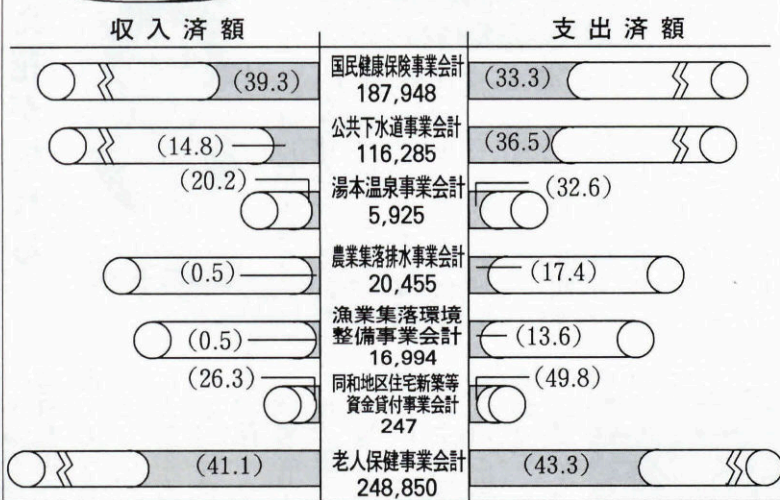 収入済額 支出済額
(39.3) 国民健康保険事業会計 (33.3)
187,948
(14.8) 公共下水道事業会計 (36.5)
116,285
(20.2) 湯本温泉事業会計 (32.6)
5,925
(0.5) 農業集落排水事業会計 (17.4)
20,455
漁業集落環境
(0.5) 整備事業会計 (13.6)
16,994
(26.3) 同和地区住宅新築等 (49.8)
資金貸付事業会計
247
(41.1) 老人保健事業会計 (43.3)
248,850